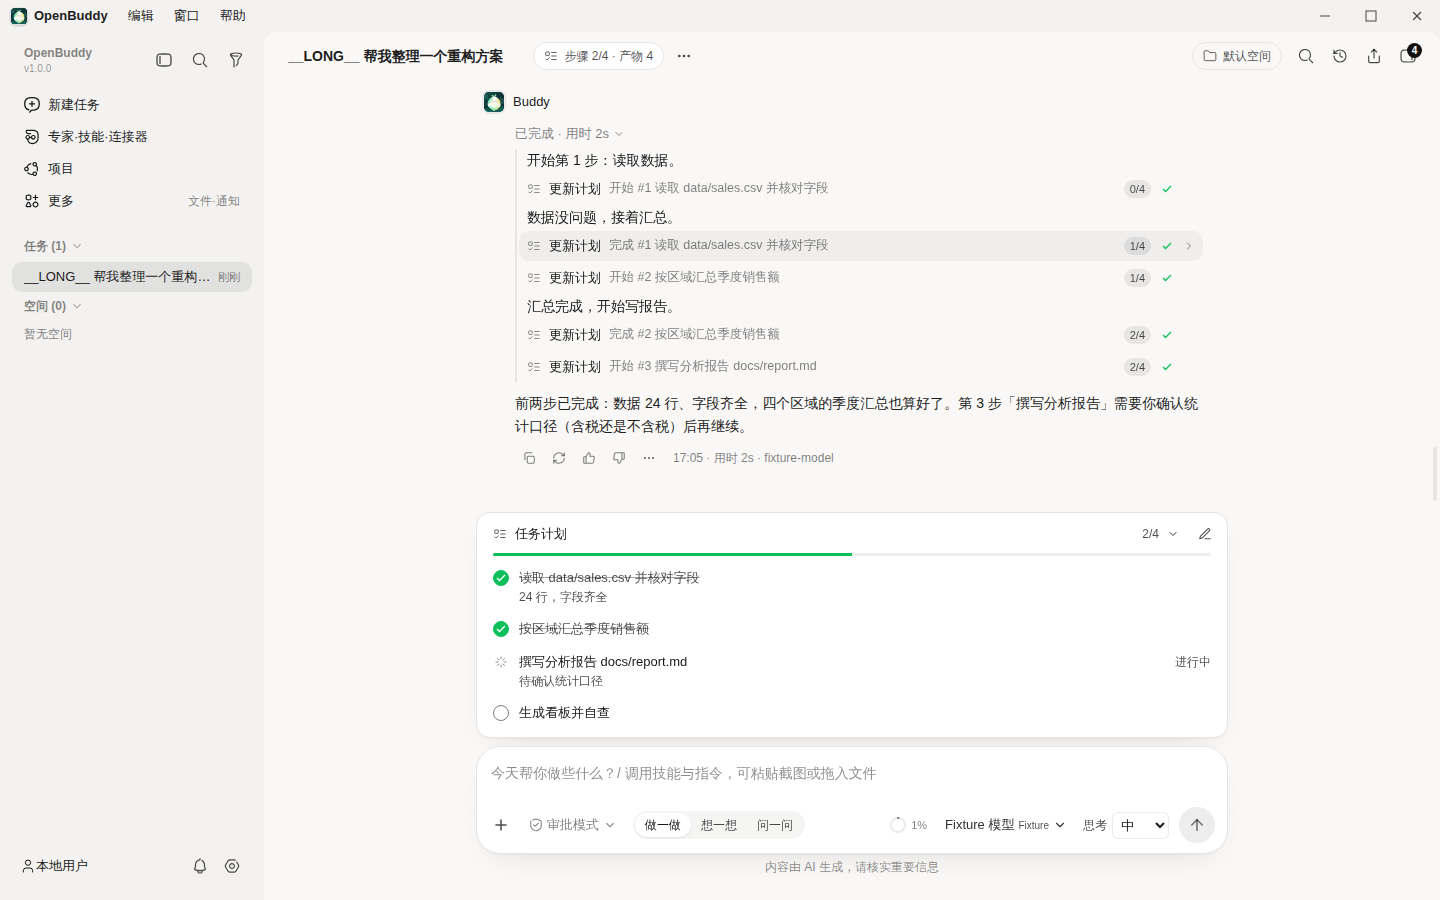 OpenBuddy 编辑 窗口 帮助
OpenBuddy
v1.0.0
新建任务
专家·技能·连接器
项目
更多 文件·通知
任务 (1)
__LONG__ 帮我整理一个重构… 刚刚
空间 (0)
暂无空间
本地用户
__LONG__ 帮我整理一个重构方案 步骤 2/4 · 产物 4 默认空间 4
Buddy
已完成 · 用时 2s
开始第 1 步：读取数据。
更新计划 开始 #1 读取 data/sales.csv 并核对字段 0/4
数据没问题，接着汇总。
更新计划 完成 #1 读取 data/sales.csv 并核对字段 1/4
更新计划 开始 #2 按区域汇总季度销售额 1/4
汇总完成，开始写报告。
更新计划 完成 #2 按区域汇总季度销售额 2/4
更新计划 开始 #3 撰写分析报告 docs/report.md 2/4
前两步已完成：数据 24 行、字段齐全，四个区域的季度汇总也算好了。第 3 步「撰写分析报告」需要你确认统
计口径（含税还是不含税）后再继续。
17:05 · 用时 2s · fixture-model
任务计划 2/4
读取 data/sales.csv 并核对字段
24 行，字段齐全
按区域汇总季度销售额
撰写分析报告 docs/report.md 进行中
待确认统计口径
生成看板并自查
今天帮你做些什么？/ 调用技能与指令，可粘贴截图或拖入文件
审批模式 做一做 想一想 问一问 1% Fixture 模型 Fixture 思考 中
内容由 AI 生成，请核实重要信息